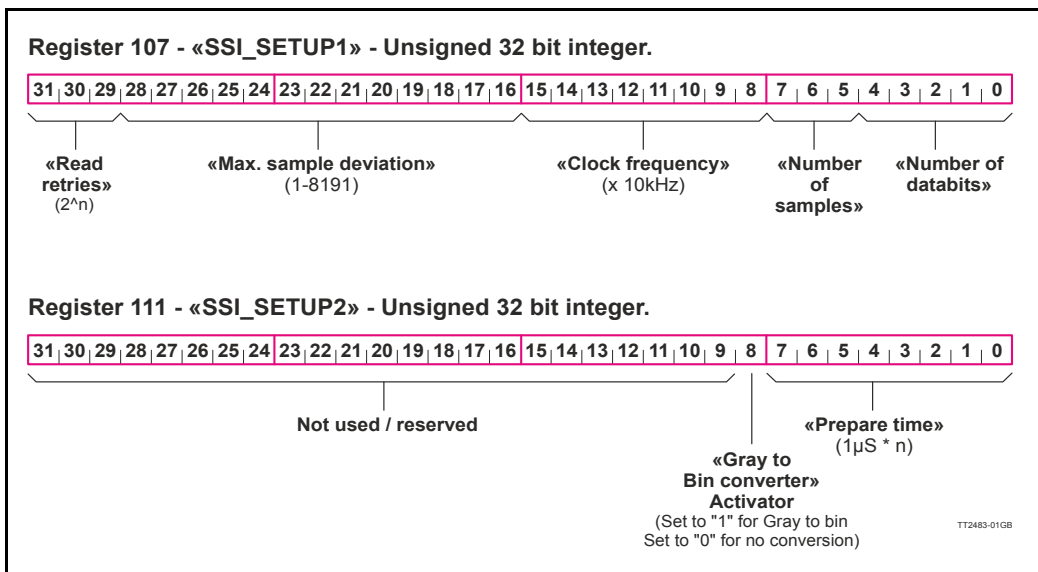 Register 107 - «SSI_SETUP1» - Unsigned 32 bit integer.
31 30 29 28 27 26 25 24 23 22 21 20 19 18 17 16 15 14 13 12 11 10 9 8 7 6 5 4 3 2 1 0
«Read
retries»
(2^n)
«Max. sample deviation»
(1-8191)
«Clock frequency»
(x 10kHz)
«Number
of
samples»
«Number of
databits»
Register 111 - «SSI_SETUP2» - Unsigned 32 bit integer.
31 30 29 28 27 26 25 24 23 22 21 20 19 18 17 16 15 14 13 12 11 10 9 8 7 6 5 4 3 2 1 0
Not used / reserved
«Gray to
Bin converter»
Activator
(Set to "1" for Gray to bin
Set to "0" for no conversion)
«Prepare time»
(1µS * n)
TT2483-01GB